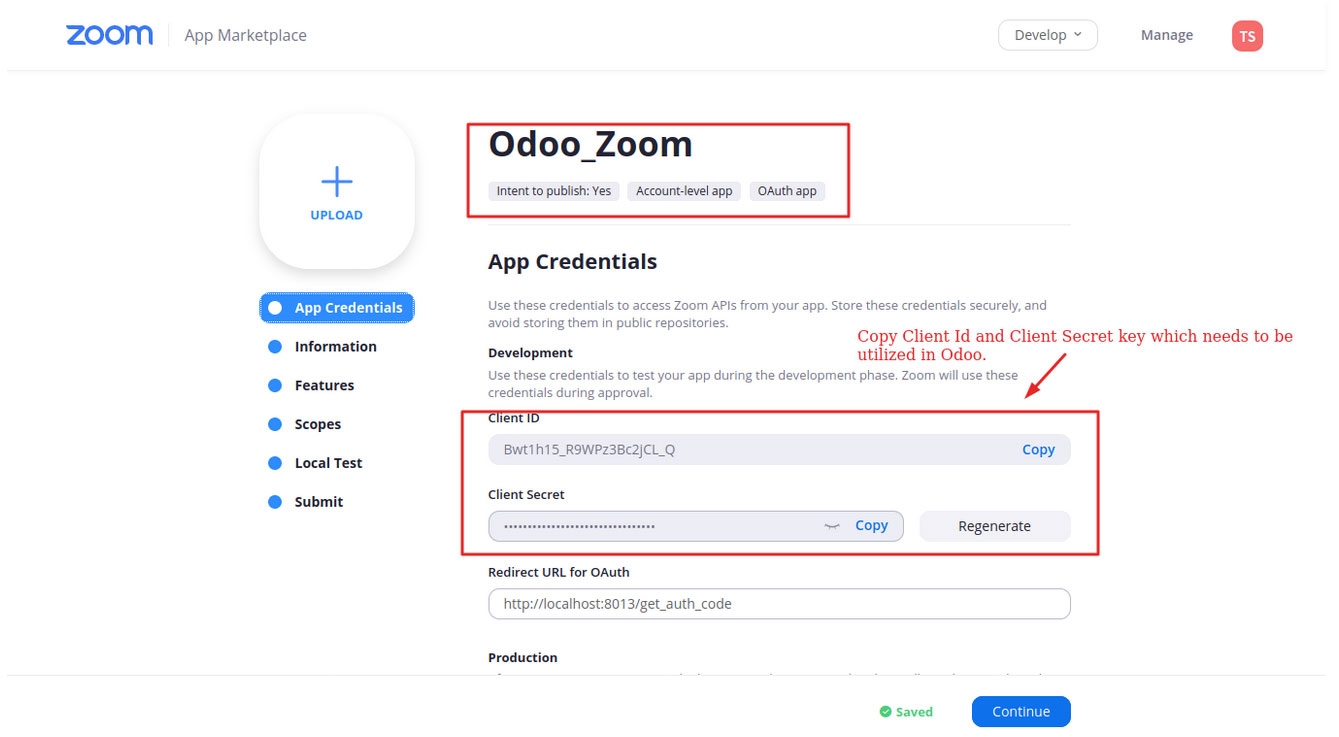 zoom App Marketplace Develop Manage TS
Odoo_Zoom
Intent to publish: Yes Account-level app OAuth app
UPLOAD
App Credentials
Information
Features
Scopes
Local Test
Submit
App Credentials
Use these credentials to access Zoom APIs from your app. Store these credentials securely, and
avoid storing them in public repositories.
Copy Client Id and Client Secret key which needs to be
utilized in Odoo.
Development
Use these credentials to test your app during the development phase. Zoom will use these
credentials during approval.
Client ID
Bwt1h15_R9WPz3Bc2jCL_Q Copy
Client Secret
•••••••••••••••••••••••••••••••• Copy Regenerate
Redirect URL for OAuth
http://localhost:8013/get_auth_code
Production
Saved Continue